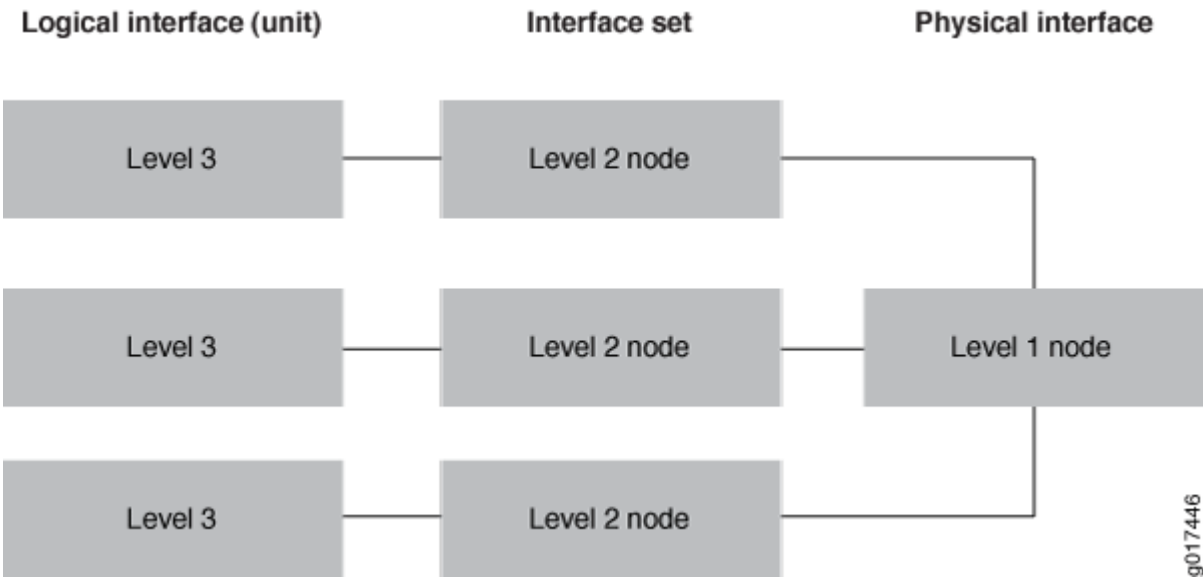 Logical interface (unit) Interface set Physical interface
Level 3 Level 2 node
Level 3 Level 2 node Level 1 node
Level 3 Level 2 node
g017446